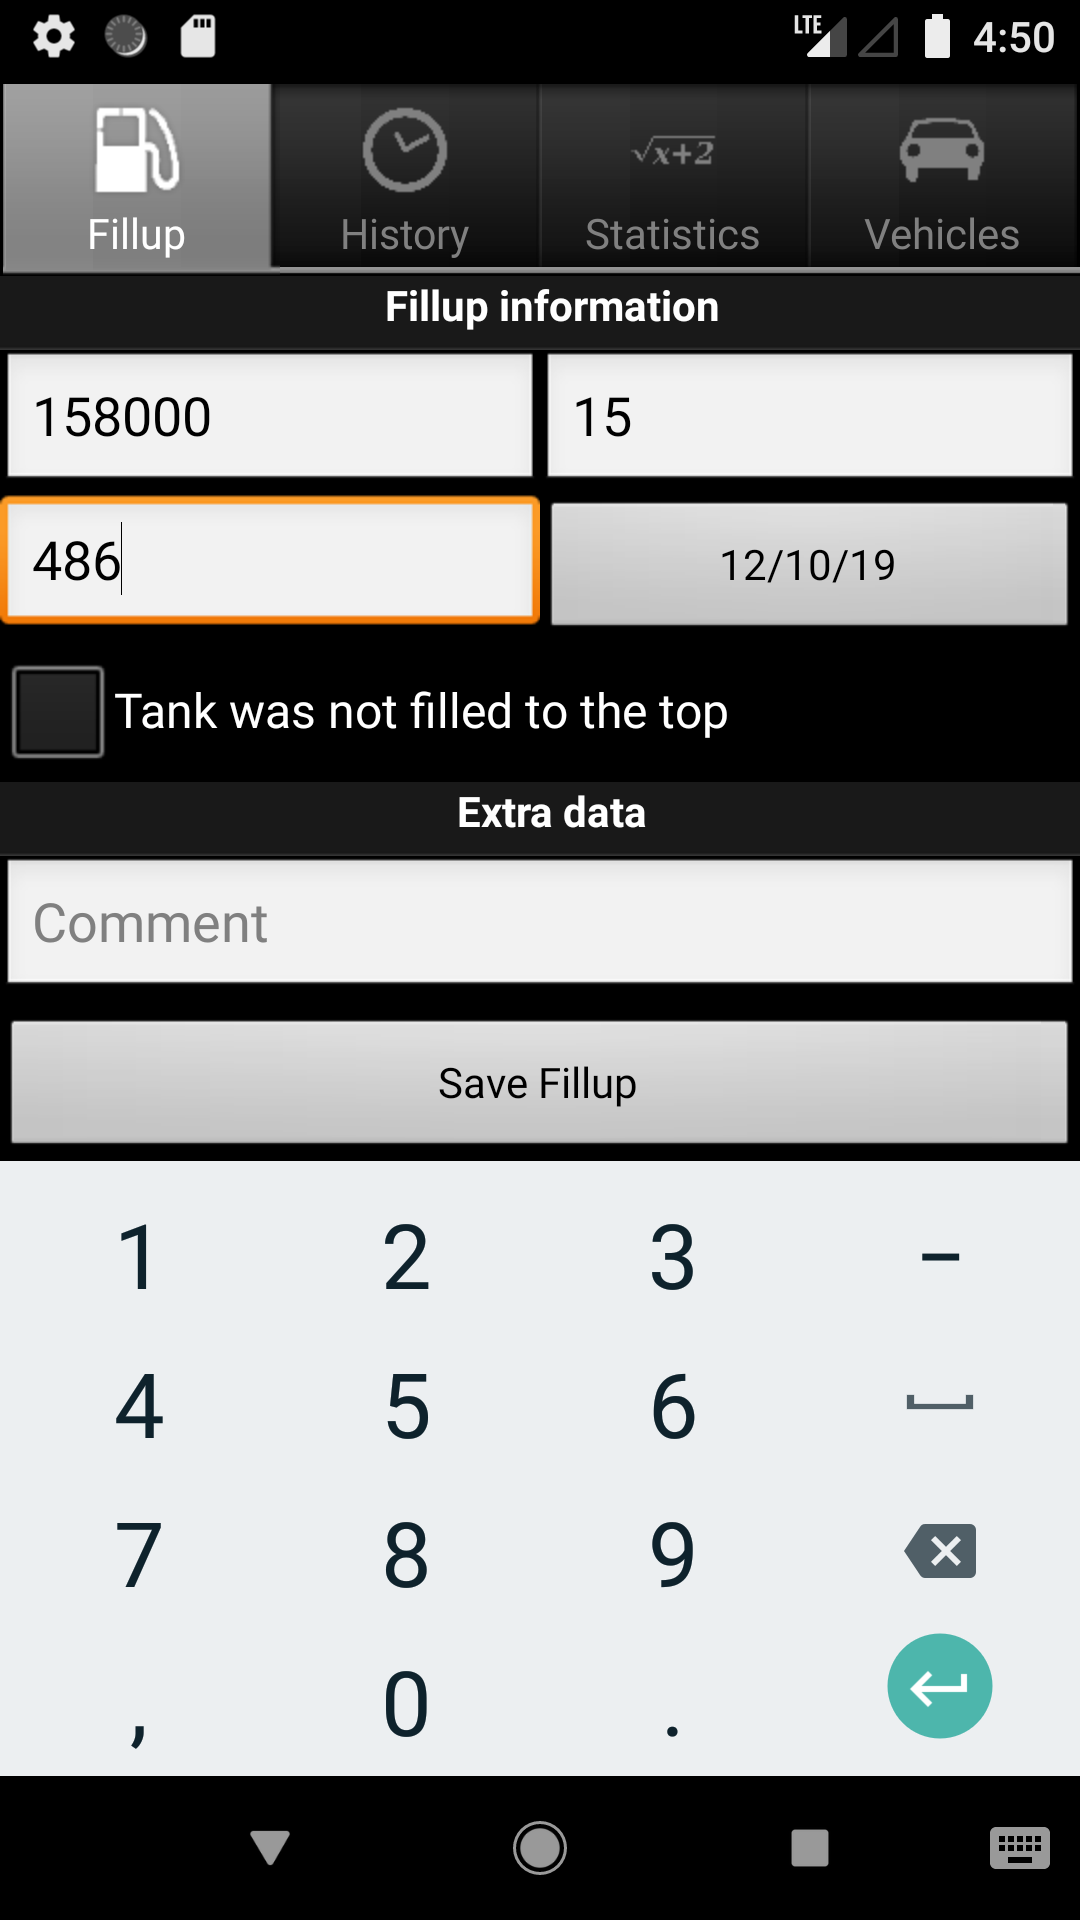 LTE 4:50
√x+2
Fillup History Statistics Vehicles
Fillup information
158000 15
486 12/10/19
Tank was not filled to the top
Extra data
Comment
Save Fillup
1 2 3 –
4 5 6
7 8 9
, 0 .